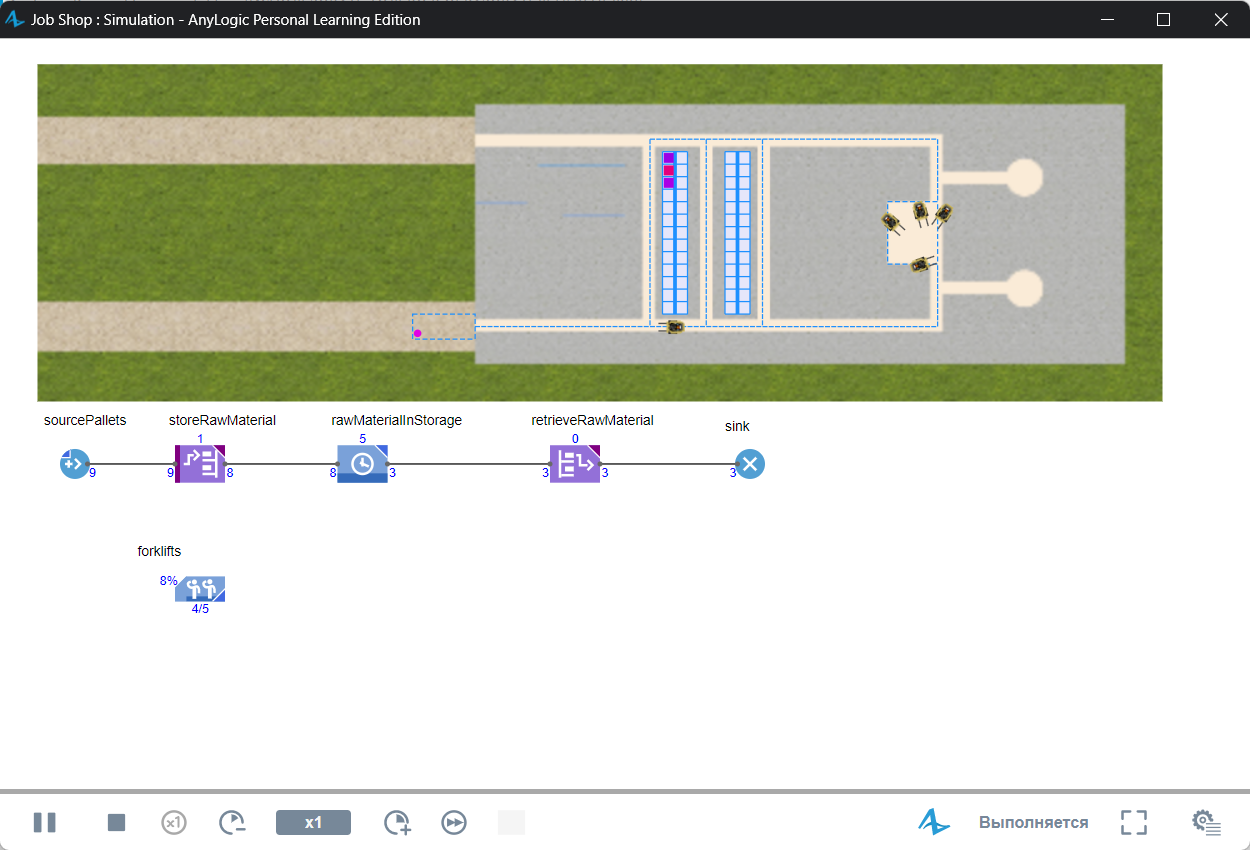 Job Shop : Simulation - AnyLogic Personal Learning Edition
sourcePallets storeRawMaterial rawMaterialInStorage retrieveRawMaterial sink
1 5 0
9 9 8 8 3 3 3 3
forklifts
8%
4/5
x1 x1 Выполняется